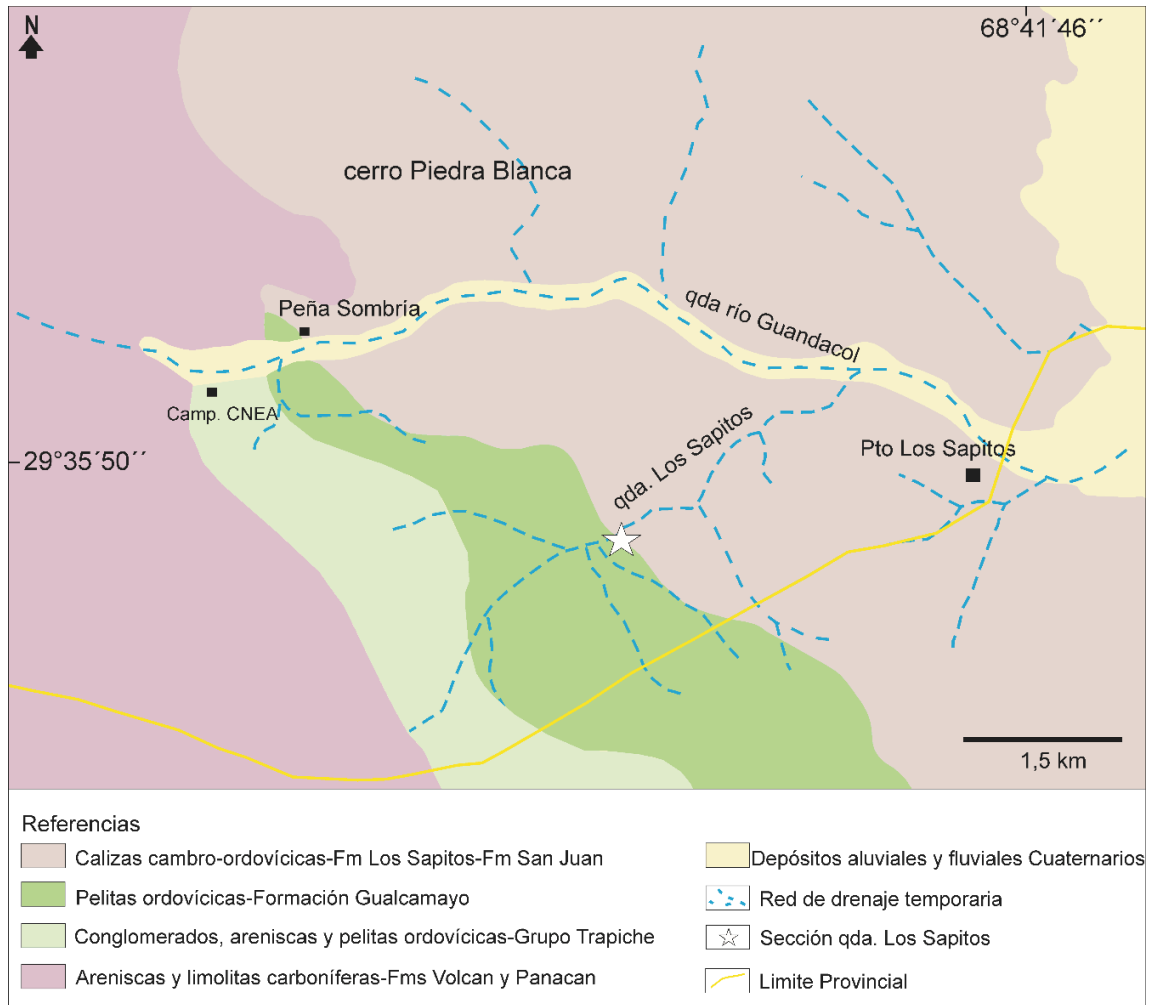 N
68°41´46´´
cerro Piedra Blanca
Peña Sombría
qda río Guandacol
Camp. CNEA
29°35´50´´
qda. Los Sapitos
Pto Los Sapitos
1,5 km
Referencias
Calizas cambro-ordovícicas-Fm Los Sapitos-Fm San Juan
Pelitas ordovícicas-Formación Gualcamayo
Conglomerados, areniscas y pelitas ordovícicas-Grupo Trapiche
Areniscas y limolitas carboníferas-Fms Volcan y Panacan
Depósitos aluviales y fluviales Cuaternarios
Red de drenaje temporaria
Sección qda. Los Sapitos
Limite Provincial